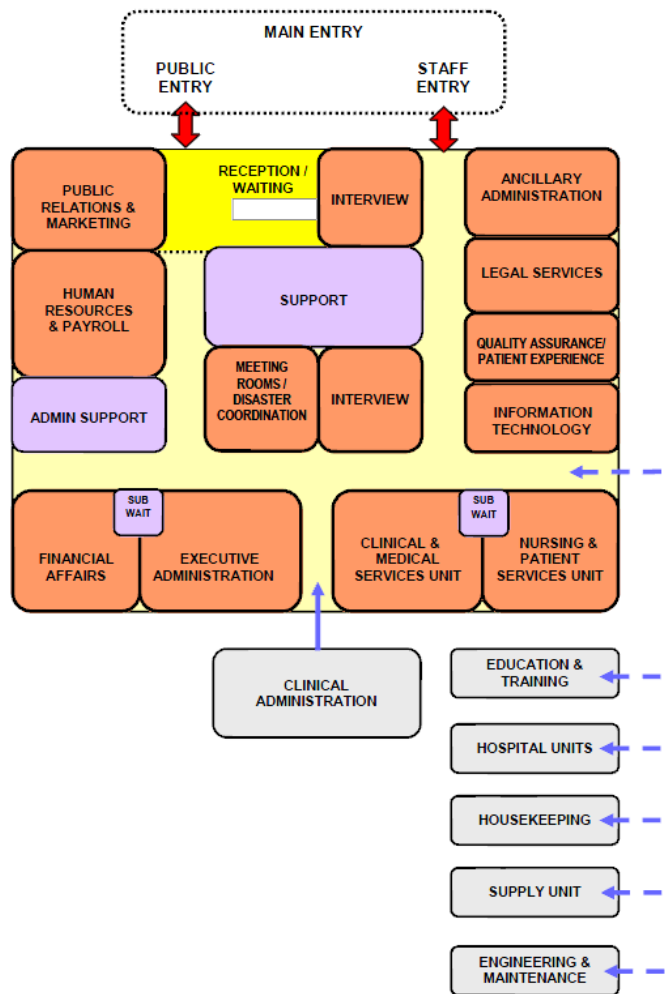 MAIN ENTRY
PUBLIC
ENTRY
STAFF
ENTRY
PUBLIC
RELATIONS &
MARKETING
RECEPTION /
WAITING
INTERVIEW
ANCILLARY
ADMINISTRATION
HUMAN
RESOURCES
& PAYROLL
SUPPORT
LEGAL SERVICES
QUALITY ASSURANCE/
PATIENT EXPERIENCE
ADMIN SUPPORT
MEETING
ROOMS /
DISASTER
COORDINATION
INTERVIEW
INFORMATION
TECHNOLOGY
SUB
WAIT
SUB
WAIT
FINANCIAL
AFFAIRS
EXECUTIVE
ADMINISTRATION
CLINICAL &
MEDICAL
SERVICES UNIT
NURSING &
PATIENT
SERVICES UNIT
CLINICAL
ADMINISTRATION
EDUCATION &
TRAINING
HOSPITAL UNITS
HOUSEKEEPING
SUPPLY UNIT
ENGINEERING &
MAINTENANCE